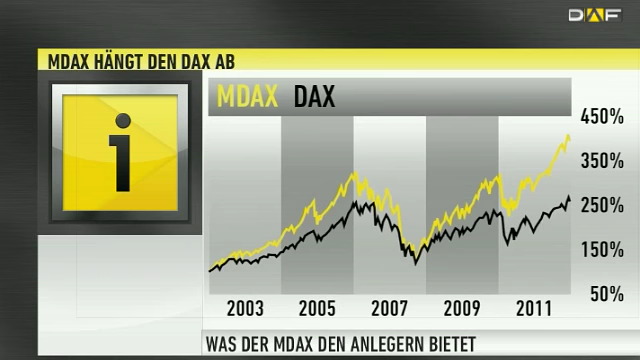 DAF
MDAX HÄNGT DEN DAX AB
MDAX DAX
i
450%
350%
250%
150%
50%
2003 2005 2007 2009 2011
WAS DER MDAX DEN ANLEGERN BIETET